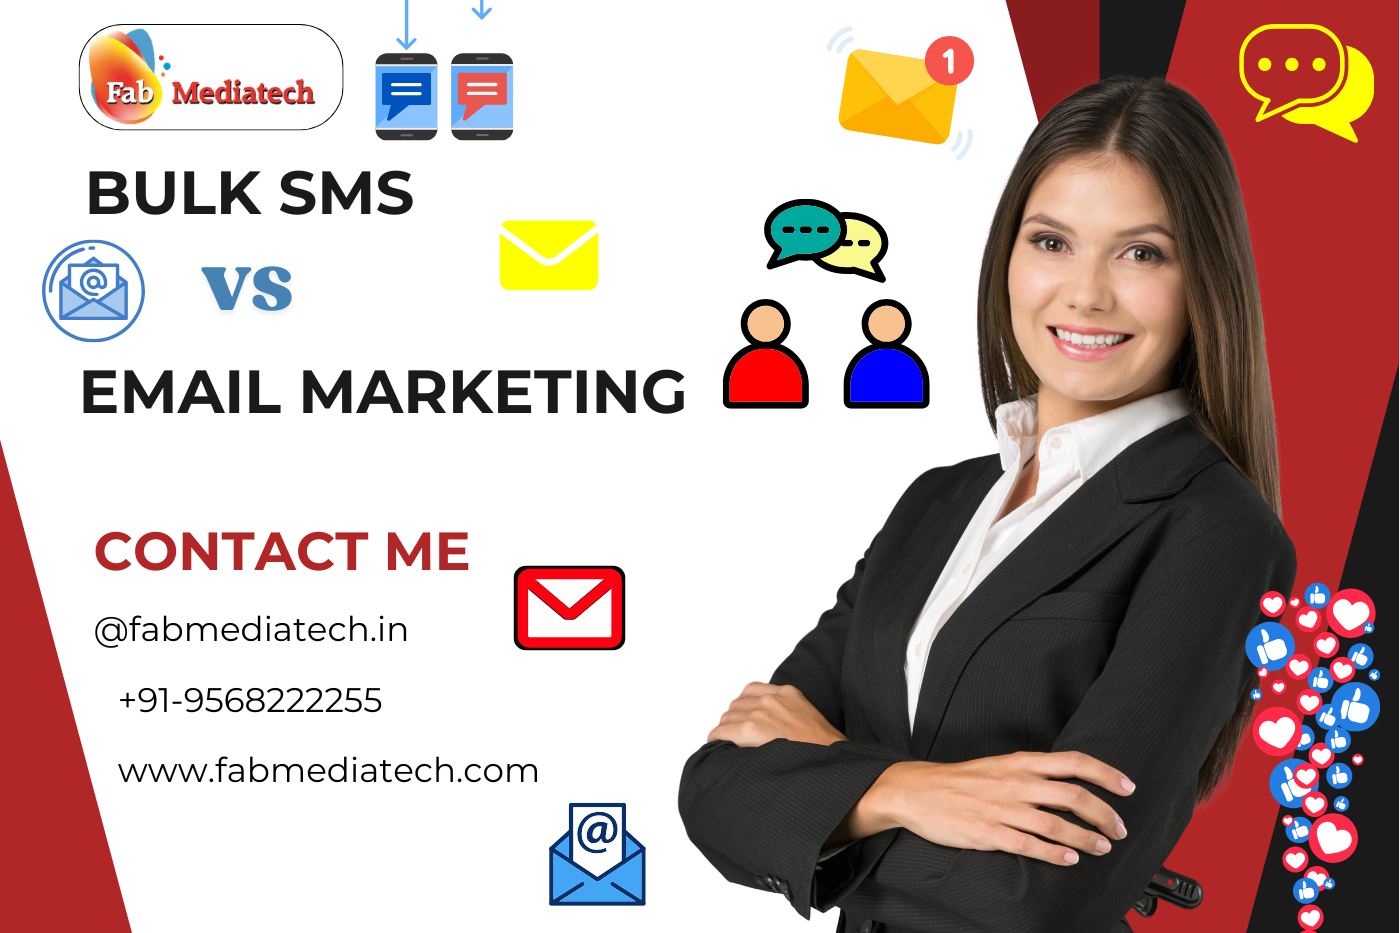 Fab Mediatech
1
BULK SMS
@
vs
EMAIL MARKETING
CONTACT ME
@fabmediatech.in
+91-9568222255
www.fabmediatech.com
@